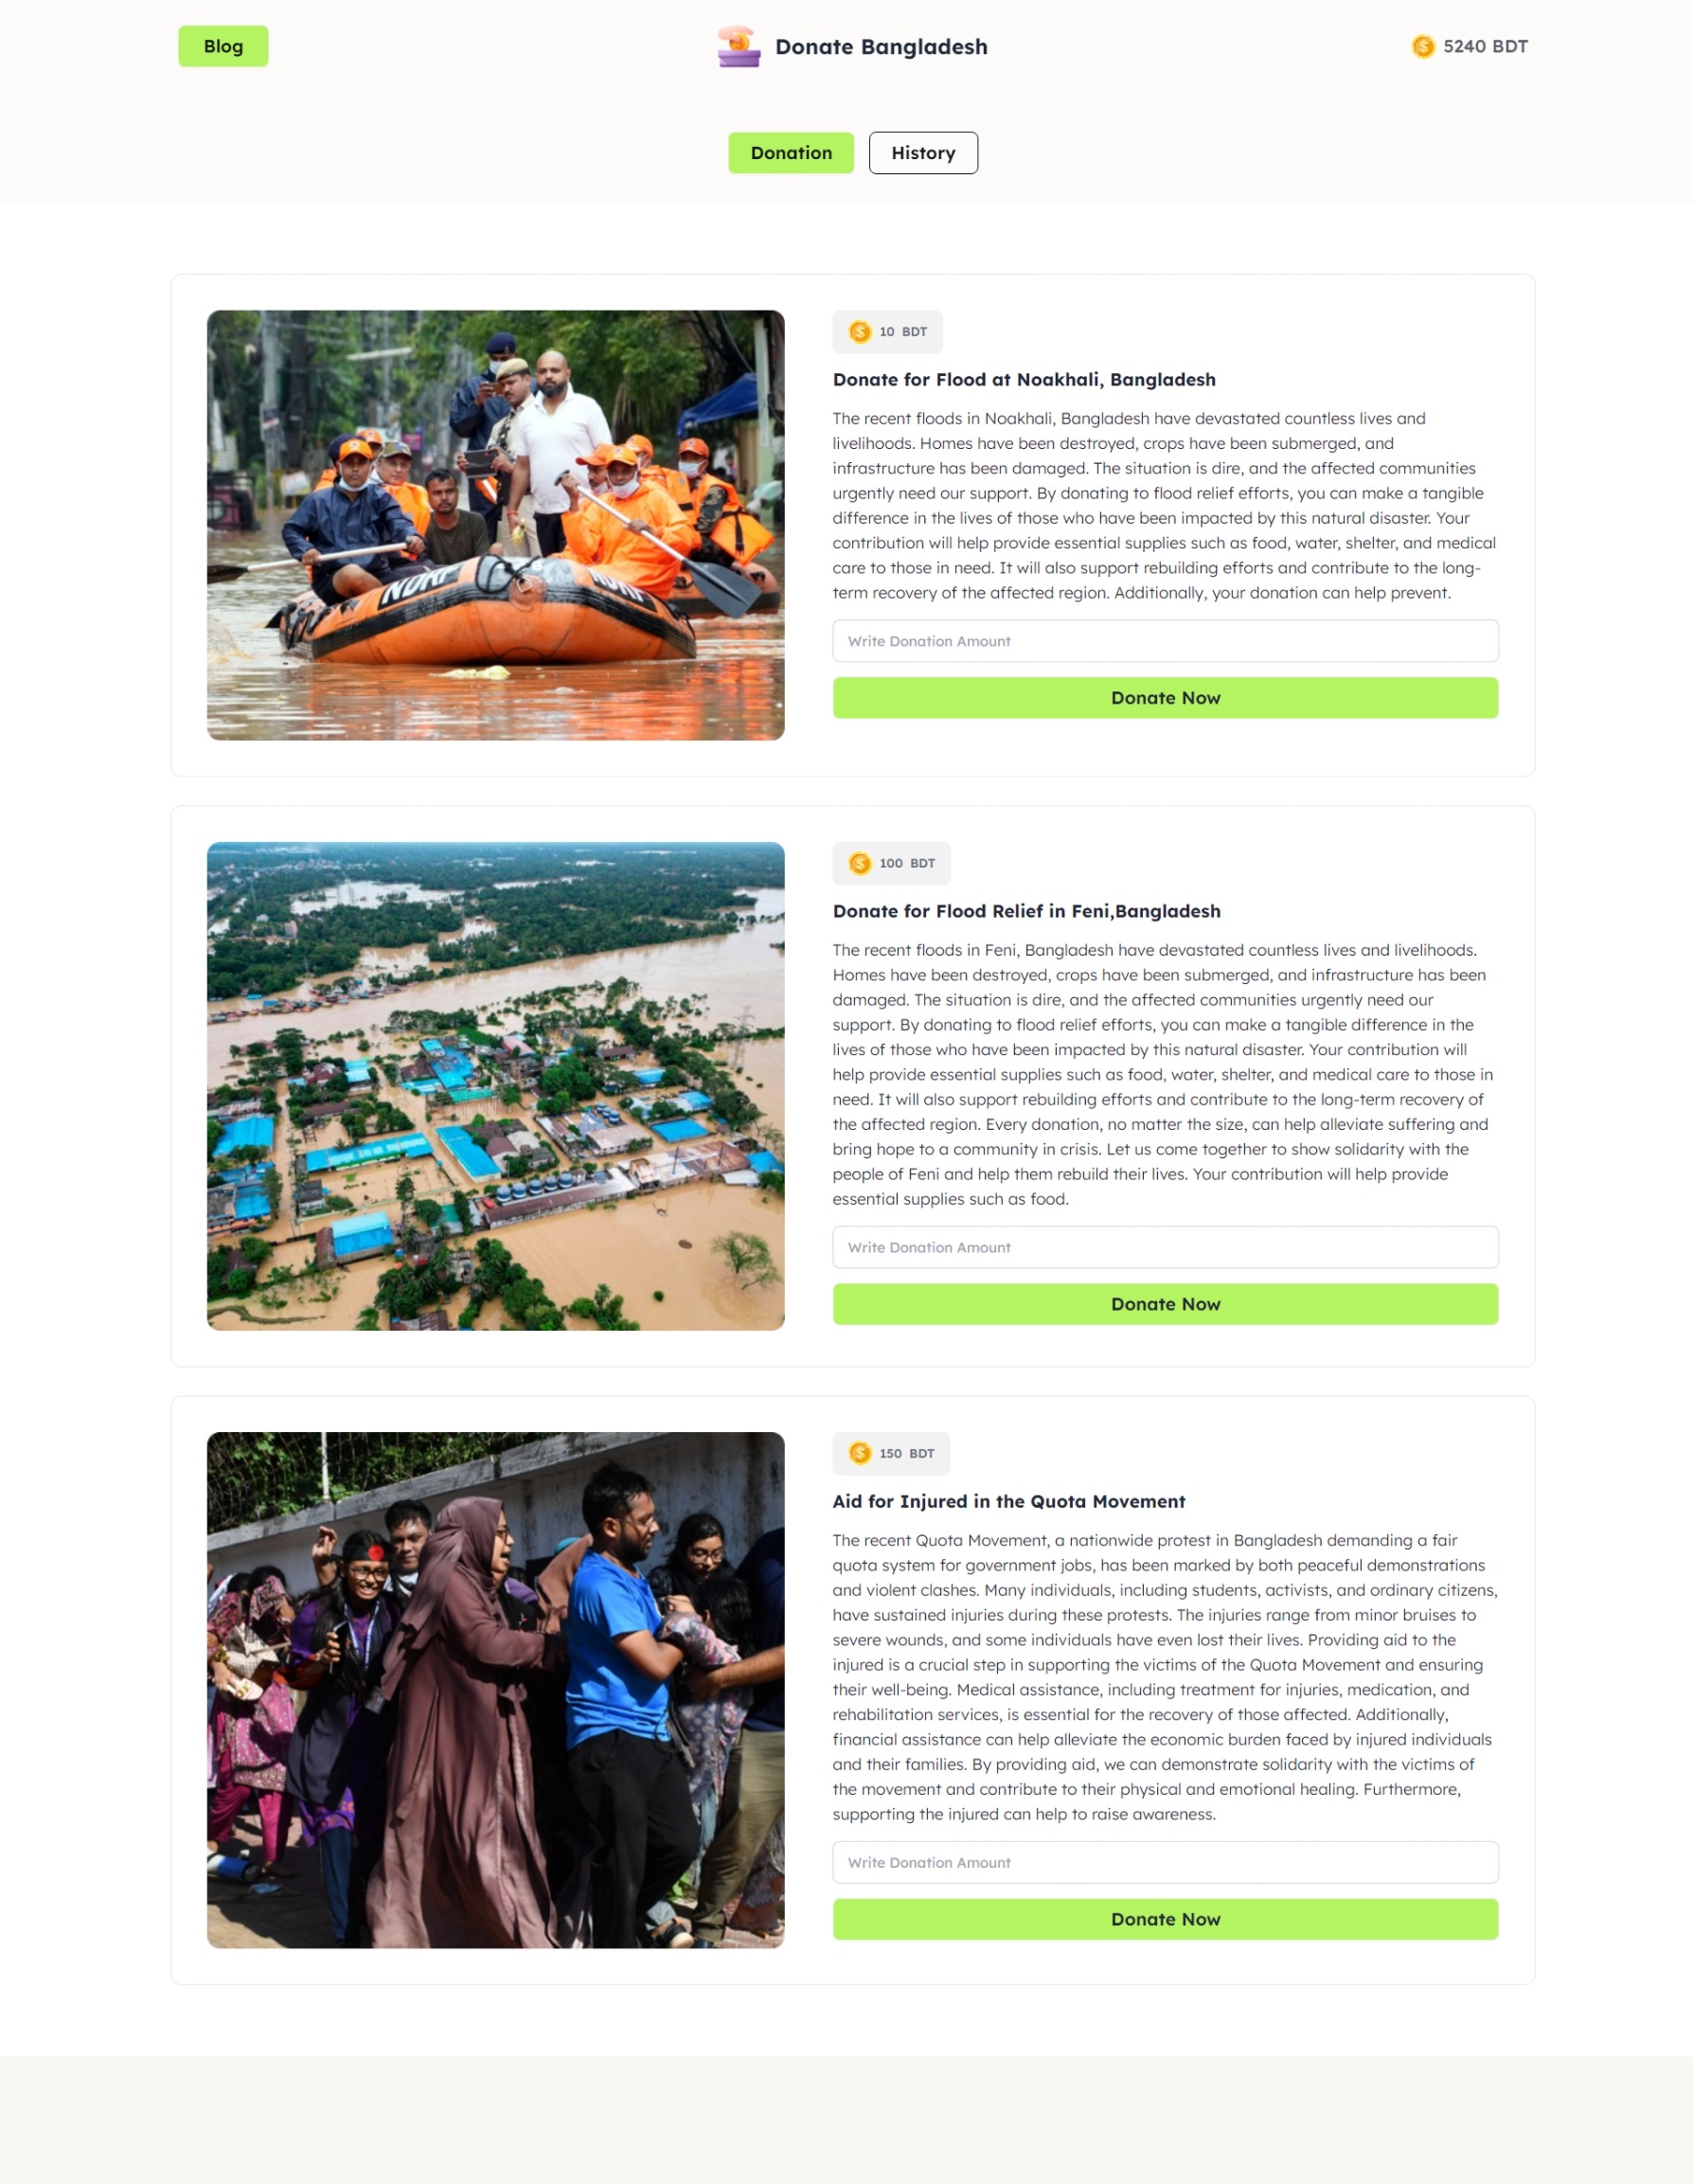 Blog
Donate Bangladesh
5240 BDT
Donation
History
10 BDT
Donate for Flood at Noakhali, Bangladesh
The recent floods in Noakhali, Bangladesh have devastated countless lives and
livelihoods. Homes have been destroyed, crops have been submerged, and
infrastructure has been damaged. The situation is dire, and the affected communities
urgently need our support. By donating to flood relief efforts, you can make a tangible
difference in the lives of those who have been impacted by this natural disaster. Your
contribution will help provide essential supplies such as food, water, shelter, and medical
care to those in need. It will also support rebuilding efforts and contribute to the long-
term recovery of the affected region. Additionally, your donation can help prevent.
Write Donation Amount
Donate Now
100 BDT
Donate for Flood Relief in Feni,Bangladesh
The recent floods in Feni, Bangladesh have devastated countless lives and livelihoods.
Homes have been destroyed, crops have been submerged, and infrastructure has been
damaged. The situation is dire, and the affected communities urgently need our
support. By donating to flood relief efforts, you can make a tangible difference in the
lives of those who have been impacted by this natural disaster. Your contribution will
help provide essential supplies such as food, water, shelter, and medical care to those in
need. It will also support rebuilding efforts and contribute to the long-term recovery of
the affected region. Every donation, no matter the size, can help alleviate suffering and
bring hope to a community in crisis. Let us come together to show solidarity with the
people of Feni and help them rebuild their lives. Your contribution will help provide
essential supplies such as food.
Write Donation Amount
Donate Now
150 BDT
Aid for Injured in the Quota Movement
The recent Quota Movement, a nationwide protest in Bangladesh demanding a fair
quota system for government jobs, has been marked by both peaceful demonstrations
and violent clashes. Many individuals, including students, activists, and ordinary citizens,
have sustained injuries during these protests. The injuries range from minor bruises to
severe wounds, and some individuals have even lost their lives. Providing aid to the
injured is a crucial step in supporting the victims of the Quota Movement and ensuring
their well-being. Medical assistance, including treatment for injuries, medication, and
rehabilitation services, is essential for the recovery of those affected. Additionally,
financial assistance can help alleviate the economic burden faced by injured individuals
and their families. By providing aid, we can demonstrate solidarity with the victims of
the movement and contribute to their physical and emotional healing. Furthermore,
supporting the injured can help to raise awareness.
Write Donation Amount
Donate Now